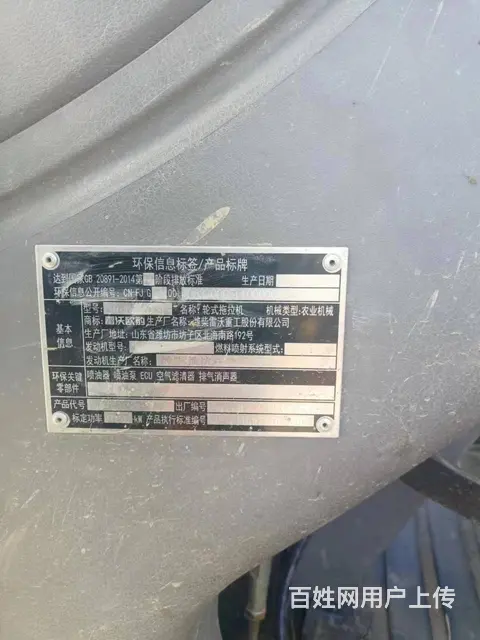 环保信息标签/产品标牌
达到国家GB 20891-2014第 阶段排放标准 生产日期
环保信息公开编号: CN FJ G
型号: 名称:轮式拖拉机 机械类型:农业机械
商标: 生产厂名称:潍柴雷沃重工股份有限公司
基本信息
生产厂地址:山东省潍坊市坊子区北海南路192号
发动机型号: 燃料喷射系统型式:
发动机生产厂名称:
环保关键零部件
喷油器 喷油泵 ECU 空气滤清器 排气消声器
产品代号 出厂编号
标定功率 kW 产品执行标准编号
百姓网用户上传